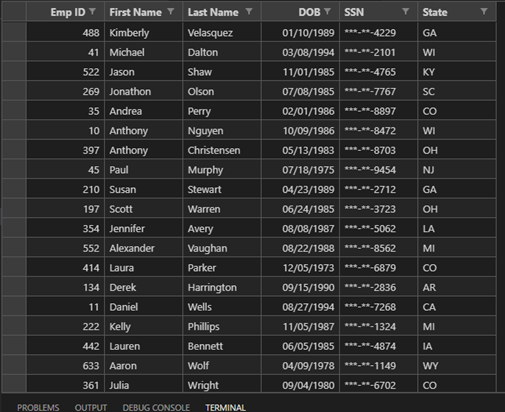 Emp ID First Name Last Name DOB SSN State
488 Kimberly Velasquez 01/10/1989 ***-**-4229 GA
41 Michael Dalton 03/08/1994 ***-**-2101 WI
522 Jason Shaw 11/01/1985 ***-**-4765 KY
269 Jonathon Olson 07/08/1985 ***-**-7767 SC
35 Andrea Perry 02/01/1986 ***-**-8897 CO
10 Anthony Nguyen 10/09/1986 ***-**-8472 WI
397 Anthony Christensen 05/13/1983 ***-**-8703 OH
45 Paul Murphy 07/18/1975 ***-**-9454 NJ
210 Susan Stewart 04/23/1989 ***-**-2712 GA
197 Scott Warren 06/24/1985 ***-**-3723 OH
354 Jennifer Avery 08/08/1987 ***-**-5062 LA
552 Alexander Vaughan 08/22/1988 ***-**-8562 MI
414 Laura Parker 12/05/1973 ***-**-6879 CO
134 Derek Harrington 09/15/1990 ***-**-2836 AR
11 Daniel Wells 08/27/1994 ***-**-7268 CA
222 Kelly Phillips 11/05/1987 ***-**-1324 MI
442 Lauren Bennett 06/05/1985 ***-**-4874 IA
633 Aaron Wolf 04/09/1978 ***-**-1149 WY
361 Julia Wright 09/04/1980 ***-**-6702 CO
PROBLEMS OUTPUT DEBUG CONSOLE TERMINAL